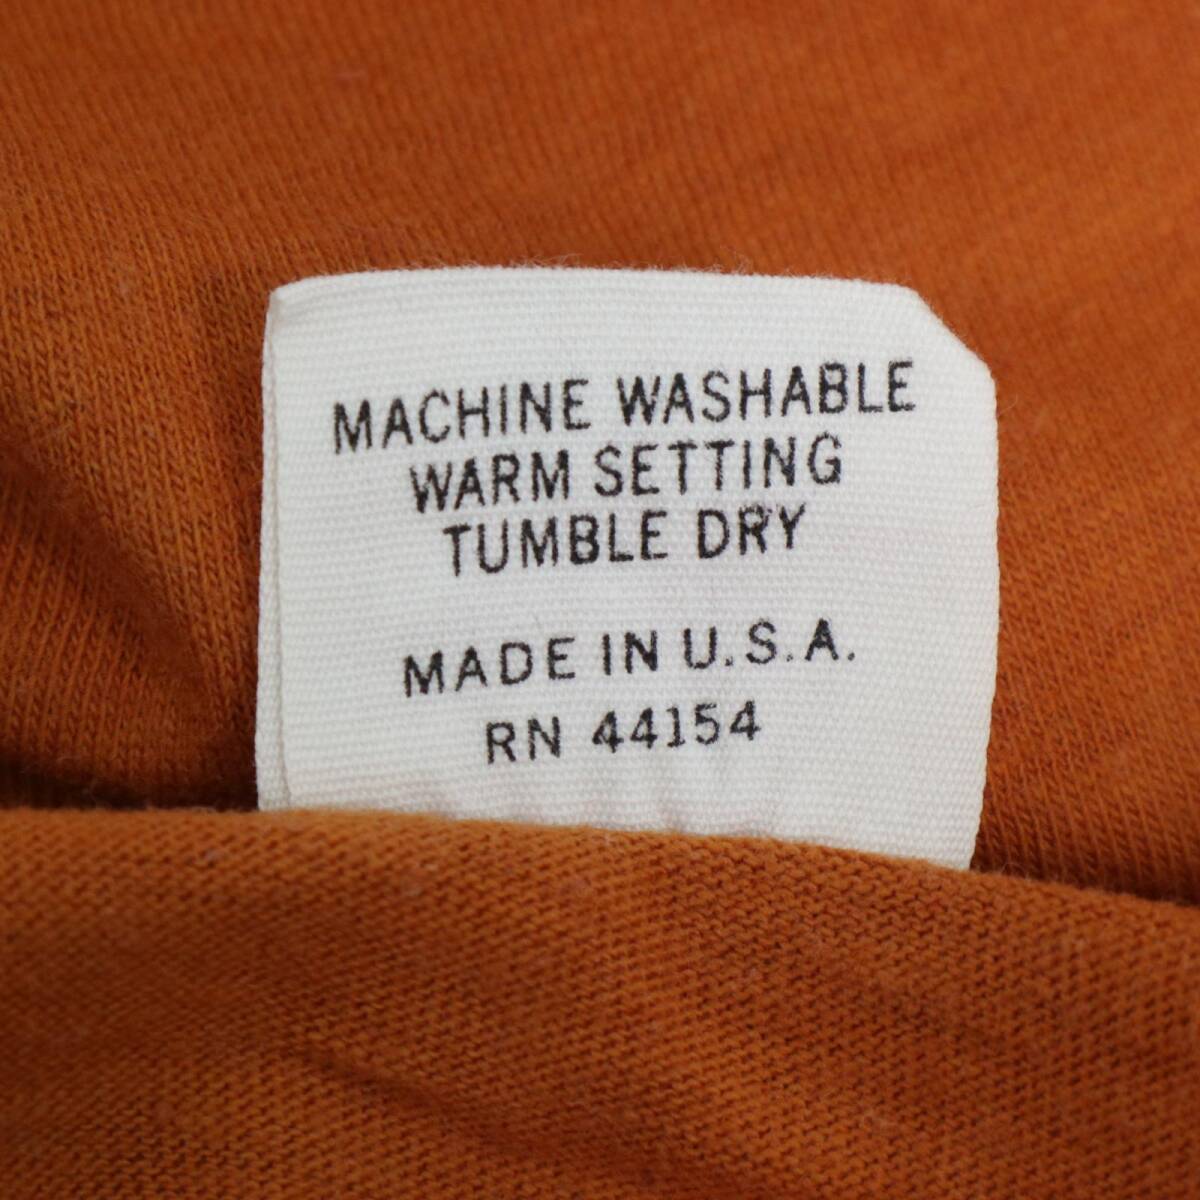 MACHINE WASHABLE
WARM SETTING
TUMBLE DRY
MADE IN U.S.A.
RN 44154